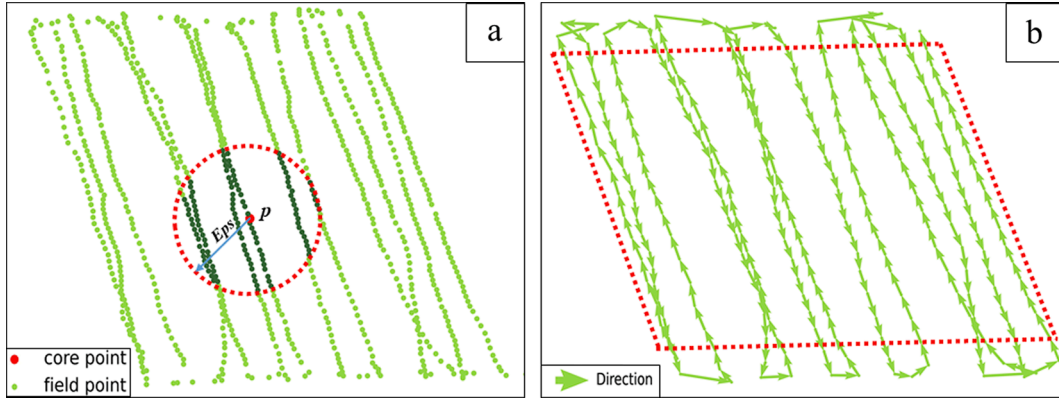 a
p
Eps
core point
field point
b
Direction